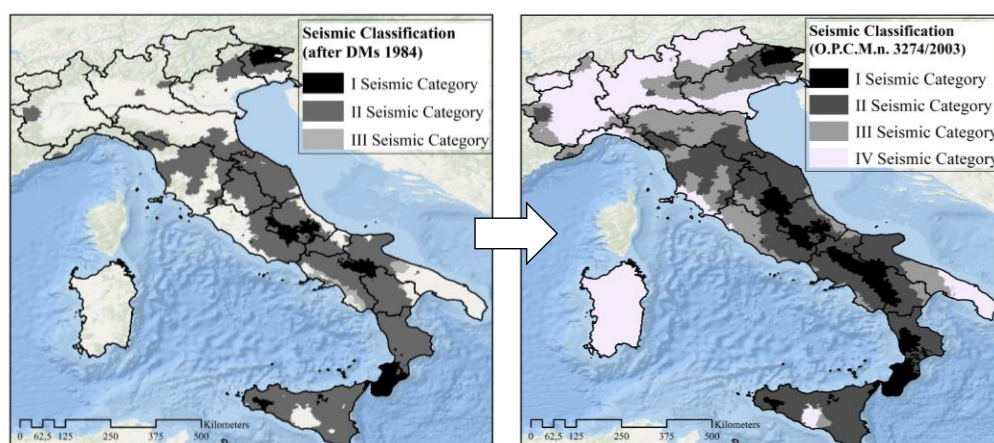 Seismic Classification
(after DMs 1984)
I Seismic Category
II Seismic Category
III Seismic Category
Kilometers
0 62,5 125 250 375 500
Seismic Classification
(O.P.C.M.n. 3274/2003)
I Seismic Category
II Seismic Category
III Seismic Category
IV Seismic Category
Kilometers
0 62,5 125 250 375 500